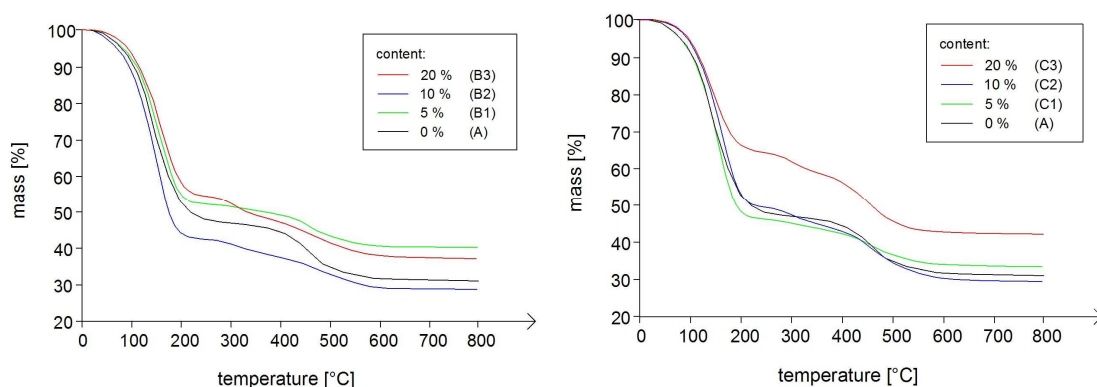 100
90
80
70
60
50
40
30
20
mass [%]
content:
20 % (B3)
10 % (B2)
5 % (B1)
0 % (A)
0 100 200 300 400 500 600 700 800
temperature [°C]
100
90
80
70
60
50
40
30
20
mass [%]
content:
20 % (C3)
10 % (C2)
5 % (C1)
0 % (A)
0 100 200 300 400 500 600 700 800
temperature [°C]